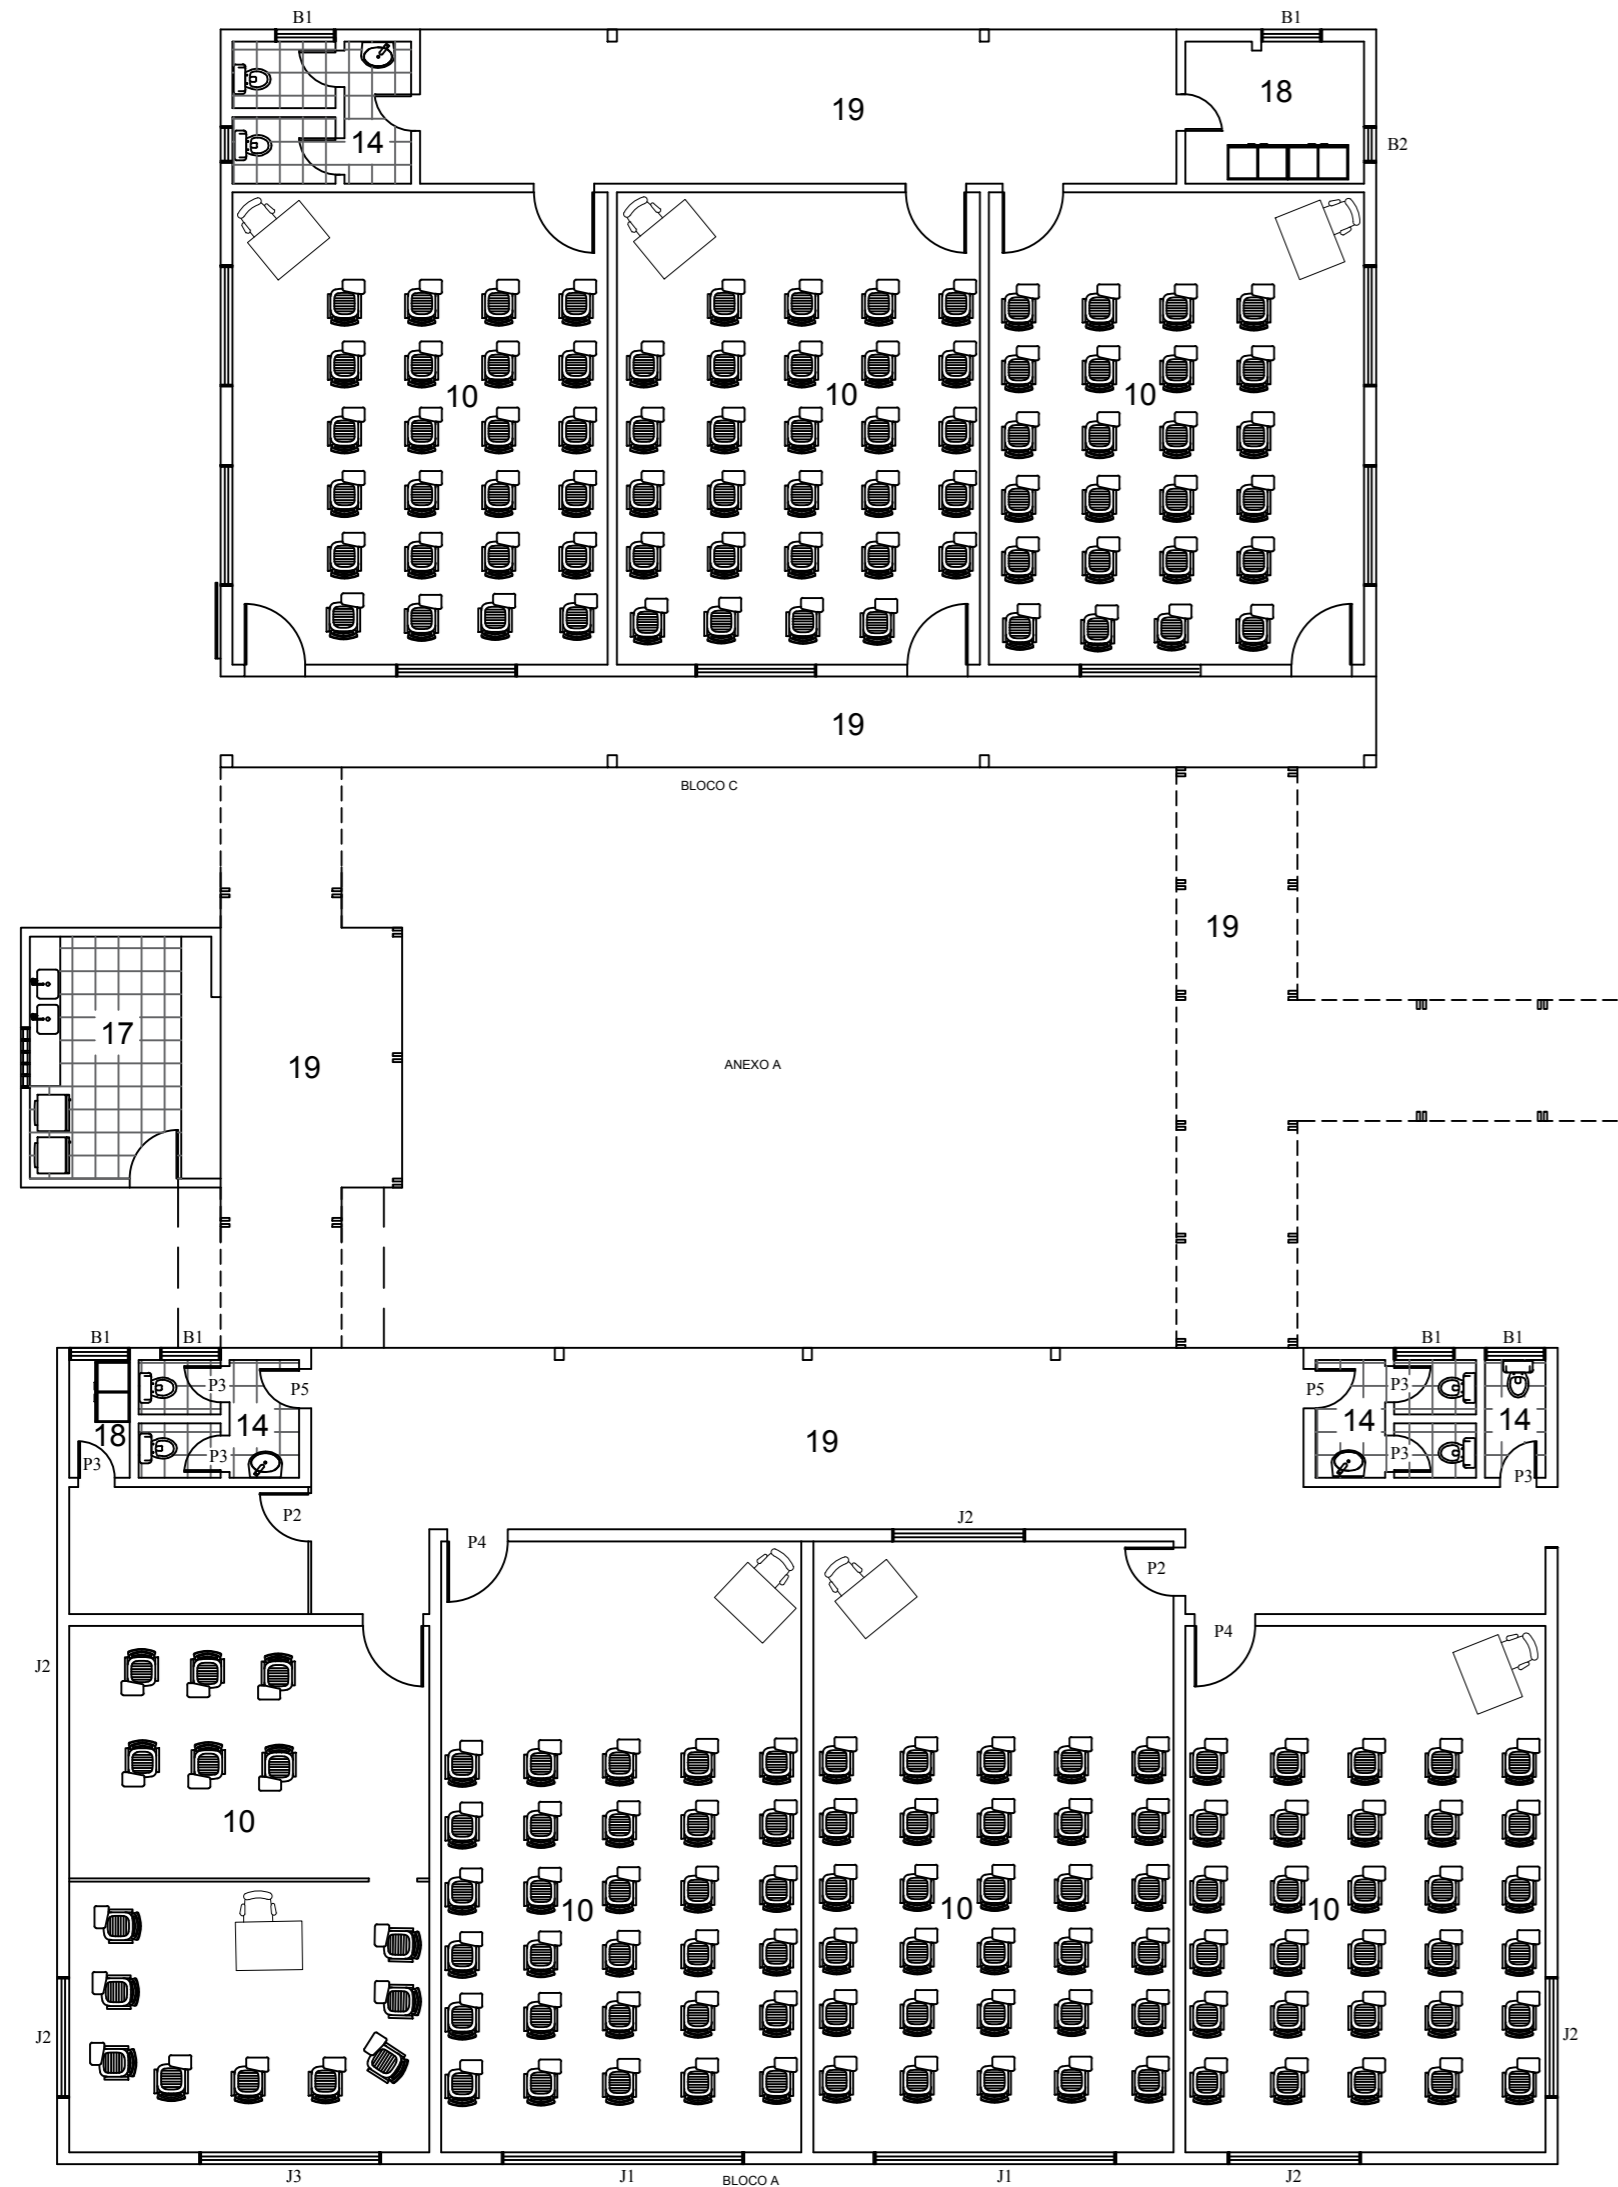 B1 B1
19 18
14 B2
10 10 10
19
BLOCO C
19
17 19 ANEXO A
B1 B1 B1 B1
P3 P5 P5 P3
18 14 19 14 14
P3 P3 P3 P3
P2 P4 J2 P2
P4
J2
10
10 10 10
J2 J2
J3 J1 BLOCO A J1 J2